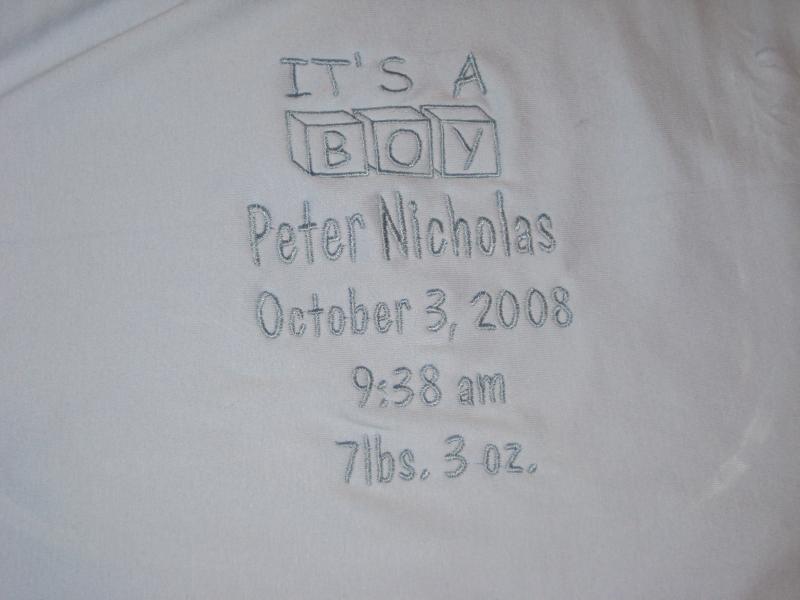 IT'S A
BOY
Peter Nicholas
October 3, 2008
9:38 am
7lbs. 3 oz.